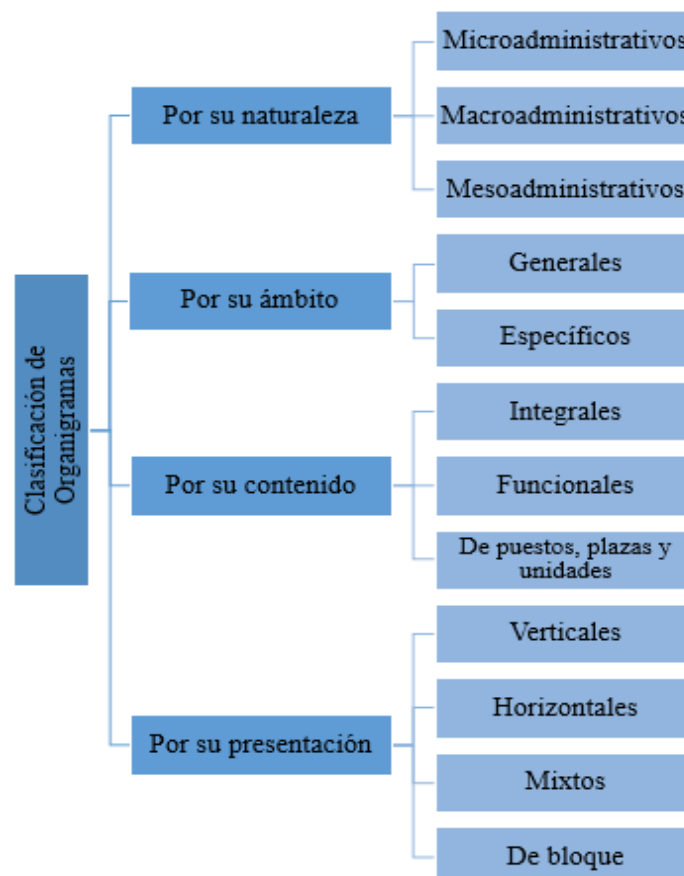 Clasificación de
Organigramas
Por su naturaleza
Microadministrativos
Macroadministrativos
Mesoadministrativos
Por su ámbito
Generales
Específicos
Por su contenido
Integrales
Funcionales
De puestos, plazas y
unidades
Por su presentación
Verticales
Horizontales
Mixtos
De bloque